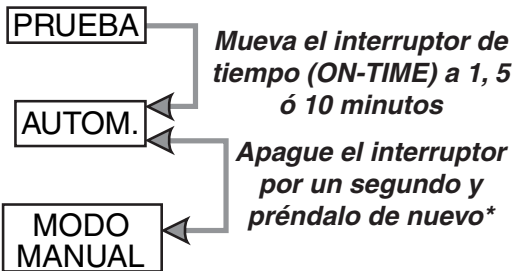 PRUEBA
Mueva el interruptor de
tiempo (ON-TIME) a 1, 5
ó 10 minutos
AUTOM.
Apague el interruptor
por un segundo y
préndalo de nuevo*
MODO
MANUAL